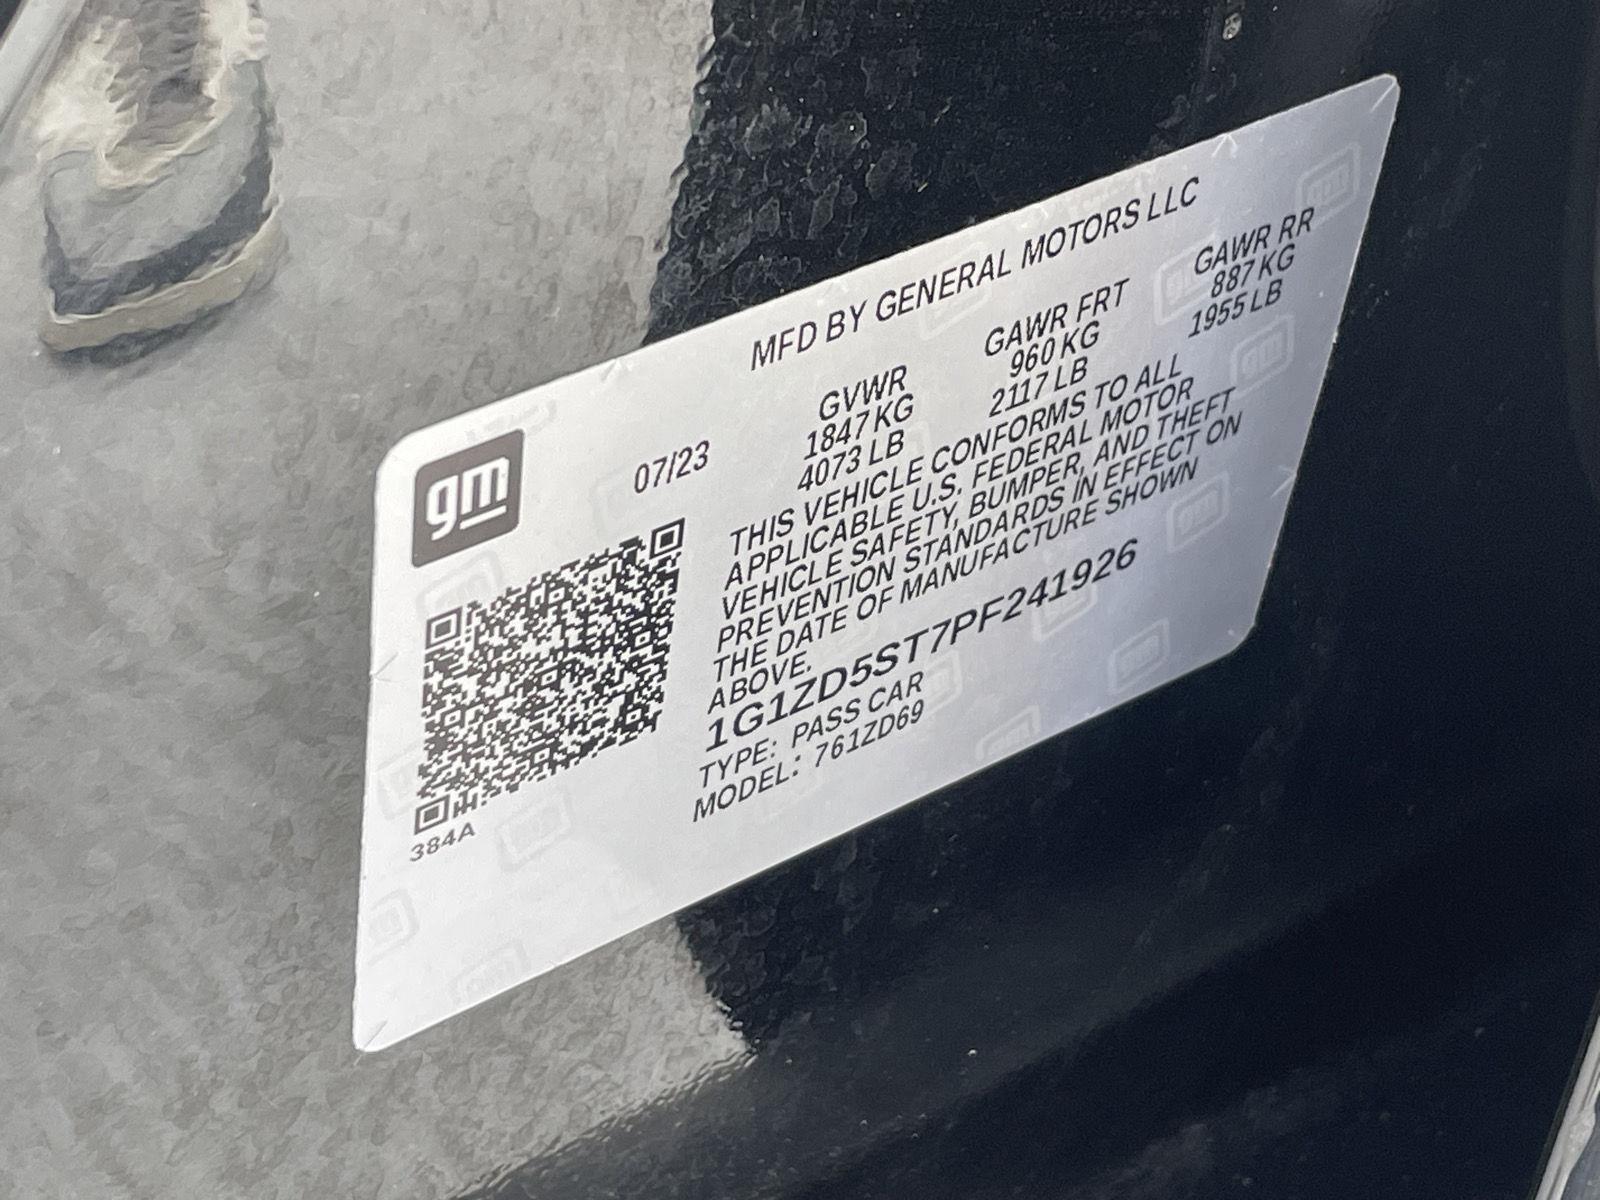 MFD BY GENERAL MOTORS LLC
gm
07/23
GVWR
1847 KG
4073 LB
GAWR FRT
960 KG
2117 LB
GAWR RR
887 KG
1955 LB
THIS VEHICLE CONFORMS TO ALL
APPLICABLE U.S. FEDERAL MOTOR
VEHICLE SAFETY, BUMPER, AND THEFT
PREVENTION STANDARDS IN EFFECT ON
THE DATE OF MANUFACTURE SHOWN
ABOVE.
1G1ZD5ST7PF241926
TYPE: PASS CAR
MODEL: 761ZD69
384A